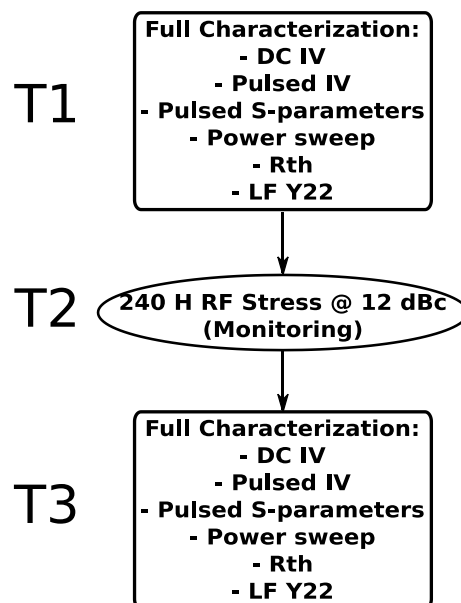 T1
Full Characterization:
- DC IV
- Pulsed IV
- Pulsed S-parameters
- Power sweep
- Rth
- LF Y22
T2
240 H RF Stress @ 12 dBc
(Monitoring)
T3
Full Characterization:
- DC IV
- Pulsed IV
- Pulsed S-parameters
- Power sweep
- Rth
- LF Y22